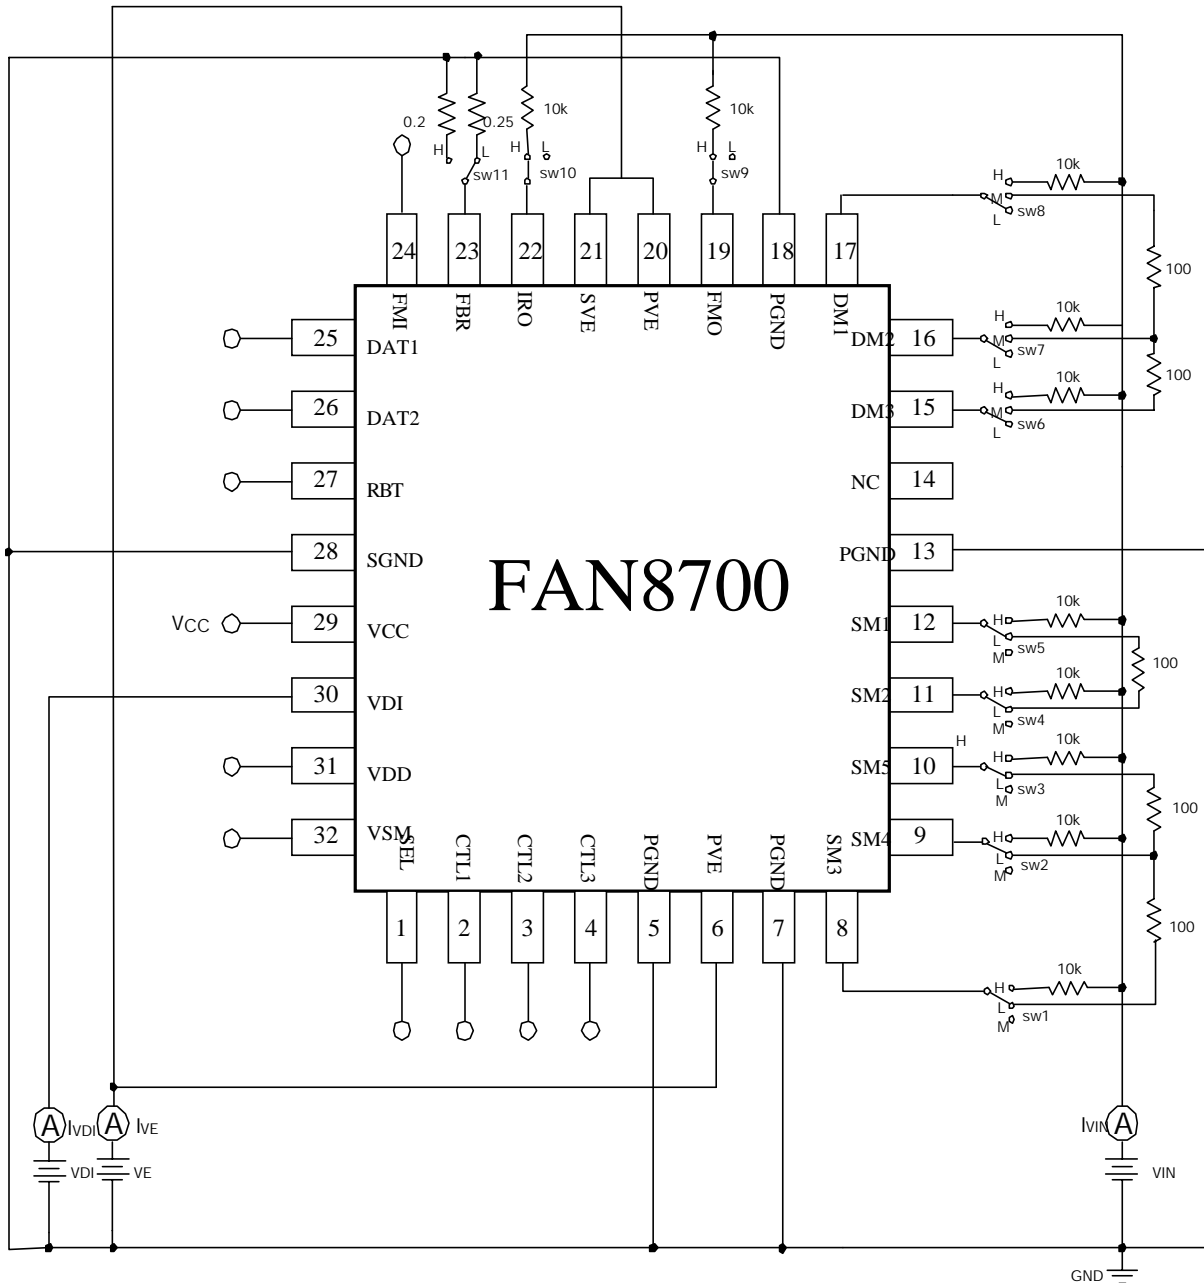 10k
10k
0.2
0.25
H
L
H
L
H
L
sw11
sw10
sw9
10k
H
M
L
sw8
100
24
23
22
21
20
19
18
17
FMI
FBR
IRO
SVE
PVE
FMO
PGND
DM1
25
DAT1
DM2
16
10k
H
M
L
sw7
100
26
DAT2
DM3
15
10k
H
M
L
sw6
27
RBT
NC
14
28
SGND
PGND
13
FAN8700
VCC
29
VCC
SM1
12
10k
H
L
M
sw5
100
30
VDI
SM2
11
10k
H
L
M
sw4
31
VDD
SM5
10
H
10k
H
L
M
sw3
100
32
VSM
SM4
9
10k
H
L
M
sw2
100
SEL
CTL1
CTL2
CTL3
PGND
PVE
PGND
SM3
1
2
3
4
5
6
7
8
10k
H
L
M
sw1
A
IVDI
A
IVE
IVIN
A
VDI
VE
VIN
GND